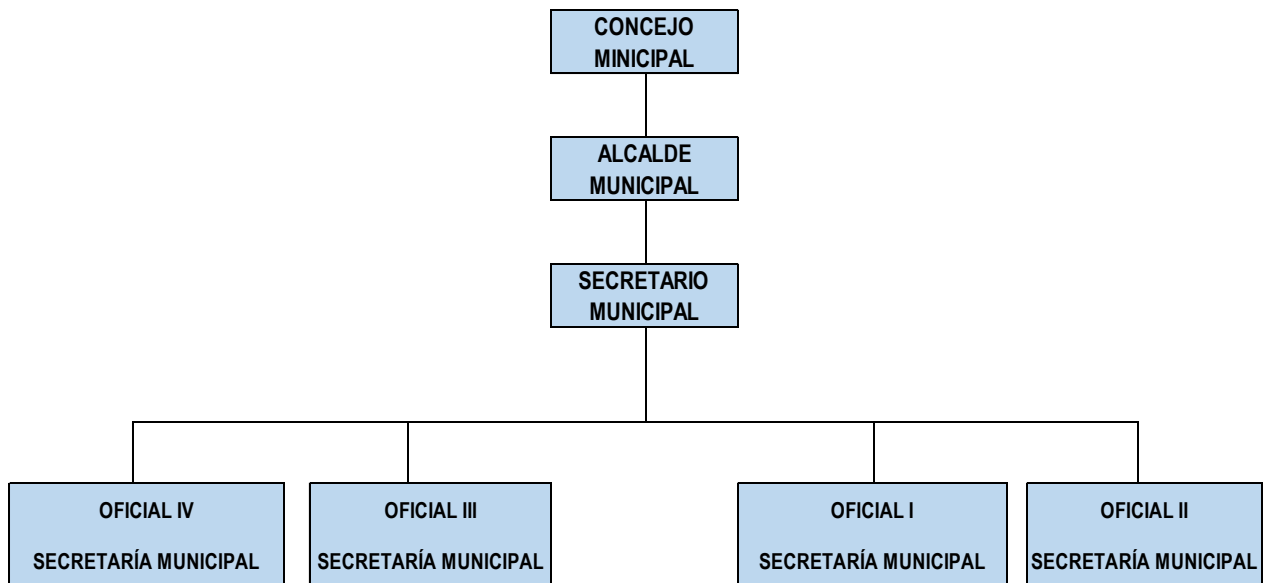 CONCEJO
MINICIPAL
ALCALDE
MUNICIPAL
SECRETARIO
MUNICIPAL
OFICIAL IV
SECRETARÍA MUNICIPAL
OFICIAL III
SECRETARÍA MUNICIPAL
OFICIAL I
SECRETARÍA MUNICIPAL
OFICIAL II
SECRETARÍA MUNICIPAL